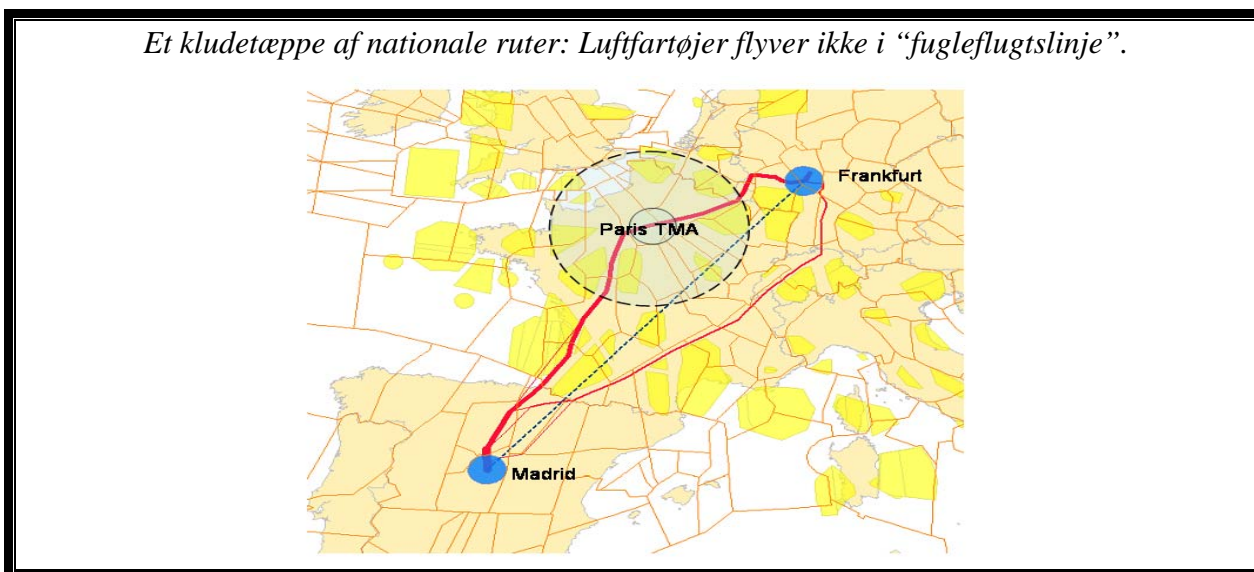 Et kludetæppe af nationale ruter: Luftfartøjer flyver ikke i “fugleflugtslinje”.
Frankfurt
Paris TMA
Madrid